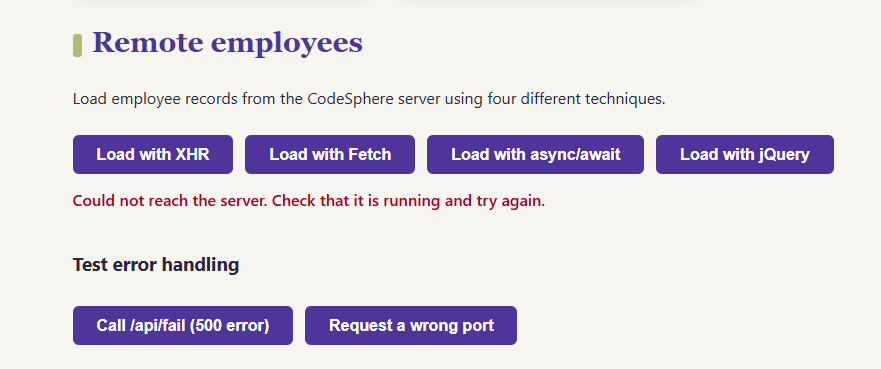 Remote employees
Load employee records from the CodeSphere server using four different techniques.
Load with XHR
Load with Fetch
Load with async/await
Load with jQuery
Could not reach the server. Check that it is running and try again.
Test error handling
Call /api/fail (500 error)
Request a wrong port